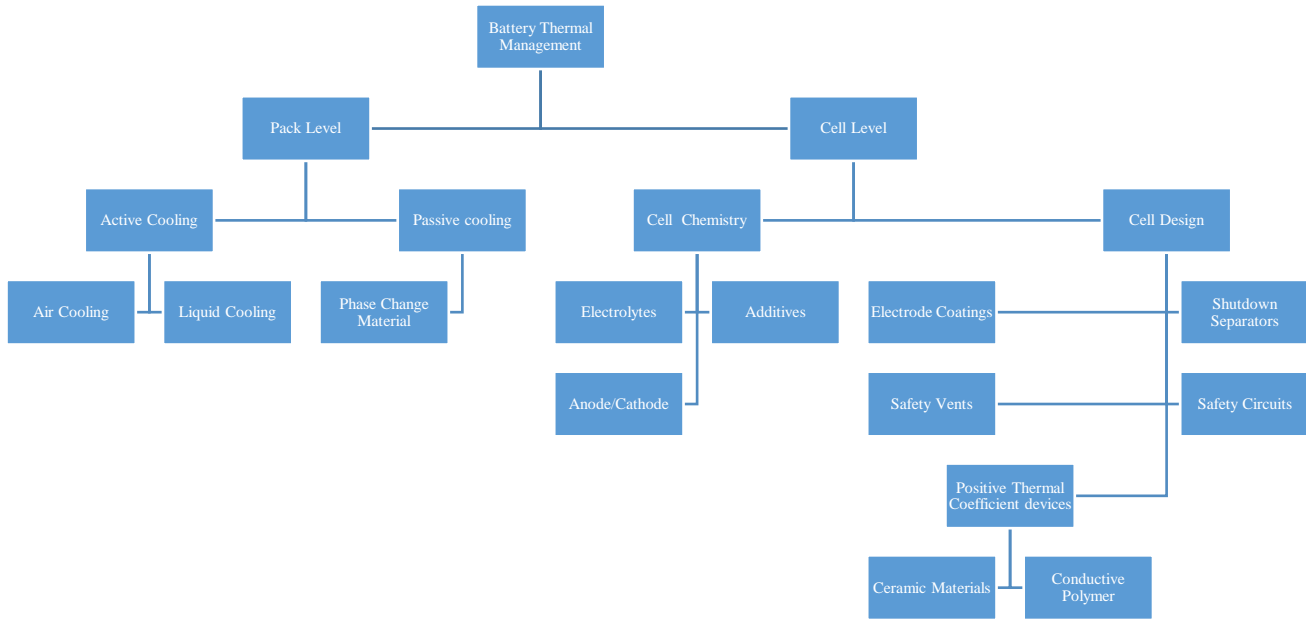 Battery Thermal
Management
Pack Level
Cell Level
Active Cooling
Passive cooling
Cell Chemistry
Cell Design
Air Cooling
Liquid Cooling
Phase Change
Material
Electrolytes
Additives
Electrode Coatings
Shutdown
Separators
Anode/Cathode
Safety Vents
Safety Circuits
Positive Thermal
Coefficient devices
Ceramic Materials
Conductive
Polymer